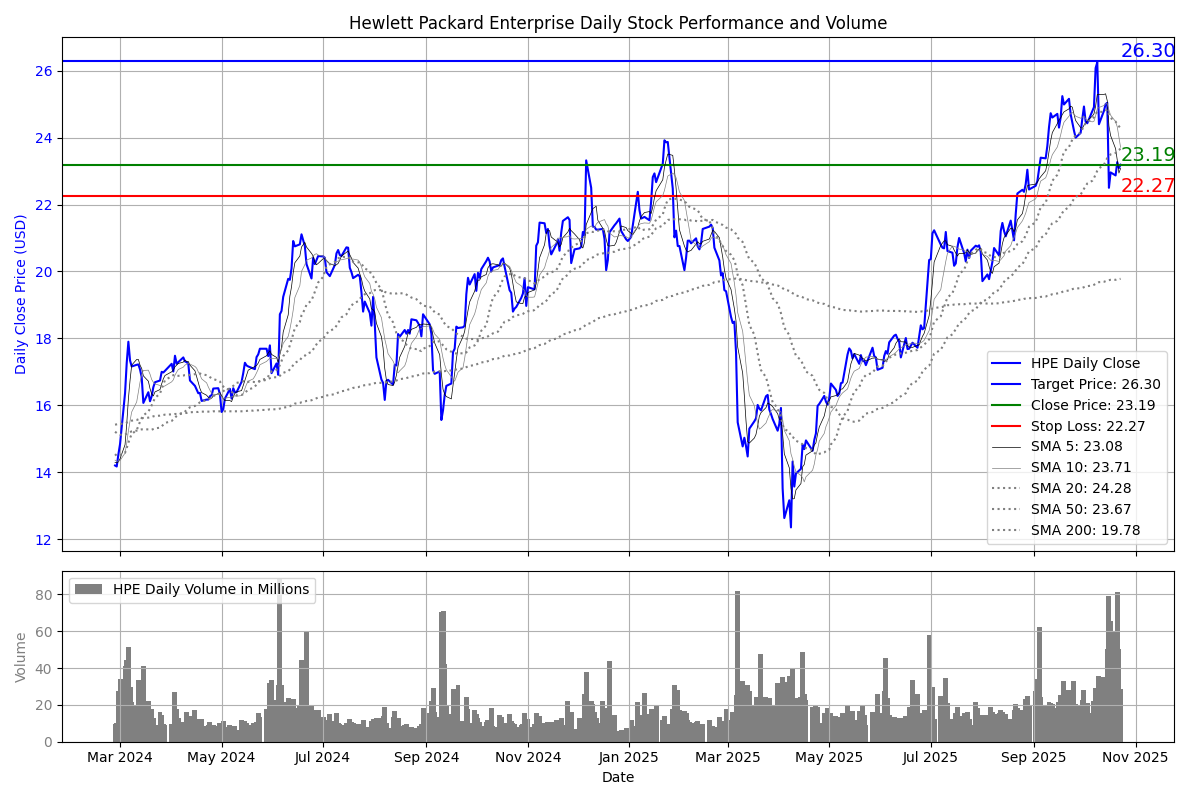 Hewlett Packard Enterprise Daily Stock Performance and Volume
Daily Close Price (USD)
26
24
22
20
18
16
14
12
26.30
23.19
22.27
HPE Daily Close
Target Price: 26.30
Close Price: 23.19
Stop Loss: 22.27
SMA 5: 23.08
SMA 10: 23.71
SMA 20: 24.28
SMA 50: 23.67
SMA 200: 19.78
Volume
80
60
40
20
0
HPE Daily Volume in Millions
Mar 2024 May 2024 Jul 2024 Sep 2024 Nov 2024 Jan 2025 Mar 2025 May 2025 Jul 2025 Sep 2025 Nov 2025
Date